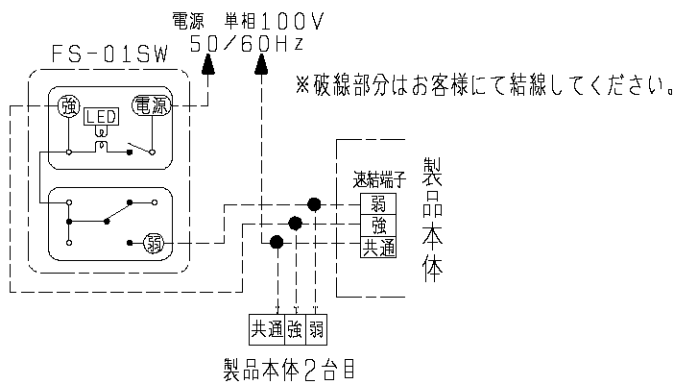 電源 単相100V
50/60Hz
FS-01SW
※破線部分はお客様にて結線してください。
強
LED
電源
速結端子
弱
強
共通
製品本体
弱
共通 強 弱
製品本体2台目